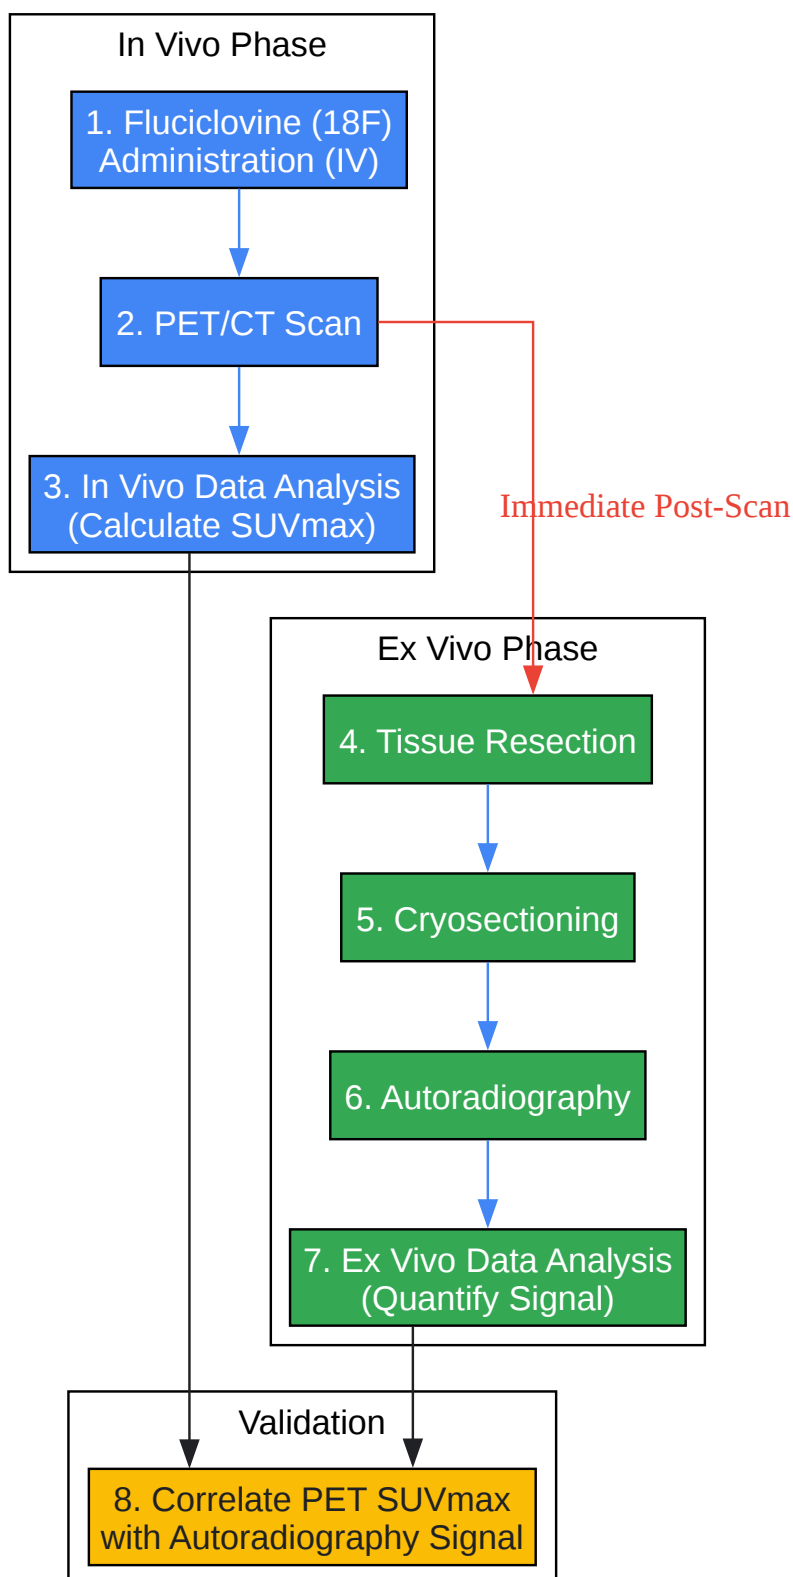 In Vivo Phase
1. Fluciclovine (18F)
Administration (IV)
2. PET/CT Scan
3. In Vivo Data Analysis
(Calculate SUVmax)
Immediate Post-Scan
Ex Vivo Phase
4. Tissue Resection
5. Cryosectioning
6. Autoradiography
7. Ex Vivo Data Analysis
(Quantify Signal)
Validation
8. Correlate PET SUVmax
with Autoradiography Signal